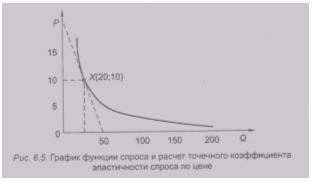 P
15
10
X(20;10)
5
0
50
100
150
200
Q
Рис. 6.5. График функции спроса и расчет точечного коэффициента
эластичности спроса по цене